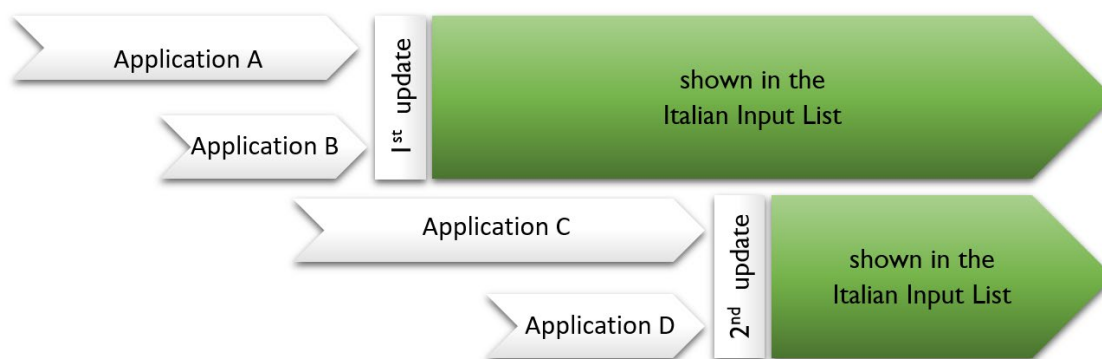 Application A
1st update
shown in the
Italian Input List
Application B
Application C
2nd update
shown in the
Italian Input List
Application D